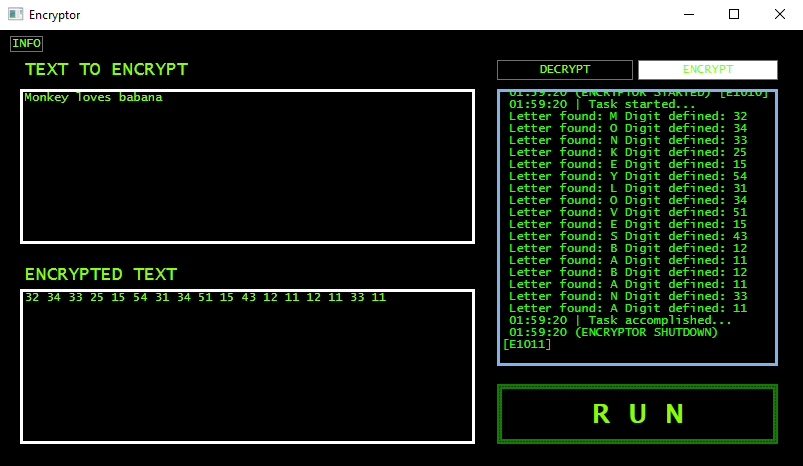 Encryptor
INFO
TEXT TO ENCRYPT
Monkey loves babana
ENCRYPTED TEXT
32 34 33 25 15 54 31 34 51 15 43 12 11 12 11 33 11
DECRYPT ENCRYPT
01:59:20 (ENCRYPTOR STARTED) [E1010]
01:59:20 | Task started...
Letter found: M Digit defined: 32
Letter found: O Digit defined: 34
Letter found: N Digit defined: 33
Letter found: K Digit defined: 25
Letter found: E Digit defined: 15
Letter found: Y Digit defined: 54
Letter found: L Digit defined: 31
Letter found: O Digit defined: 34
Letter found: V Digit defined: 51
Letter found: E Digit defined: 15
Letter found: S Digit defined: 43
Letter found: B Digit defined: 12
Letter found: A Digit defined: 11
Letter found: B Digit defined: 12
Letter found: A Digit defined: 11
Letter found: N Digit defined: 33
Letter found: A Digit defined: 11
01:59:20 | Task accomplished...
01:59:20 (ENCRYPTOR SHUTDOWN)
[E1011]
R U N